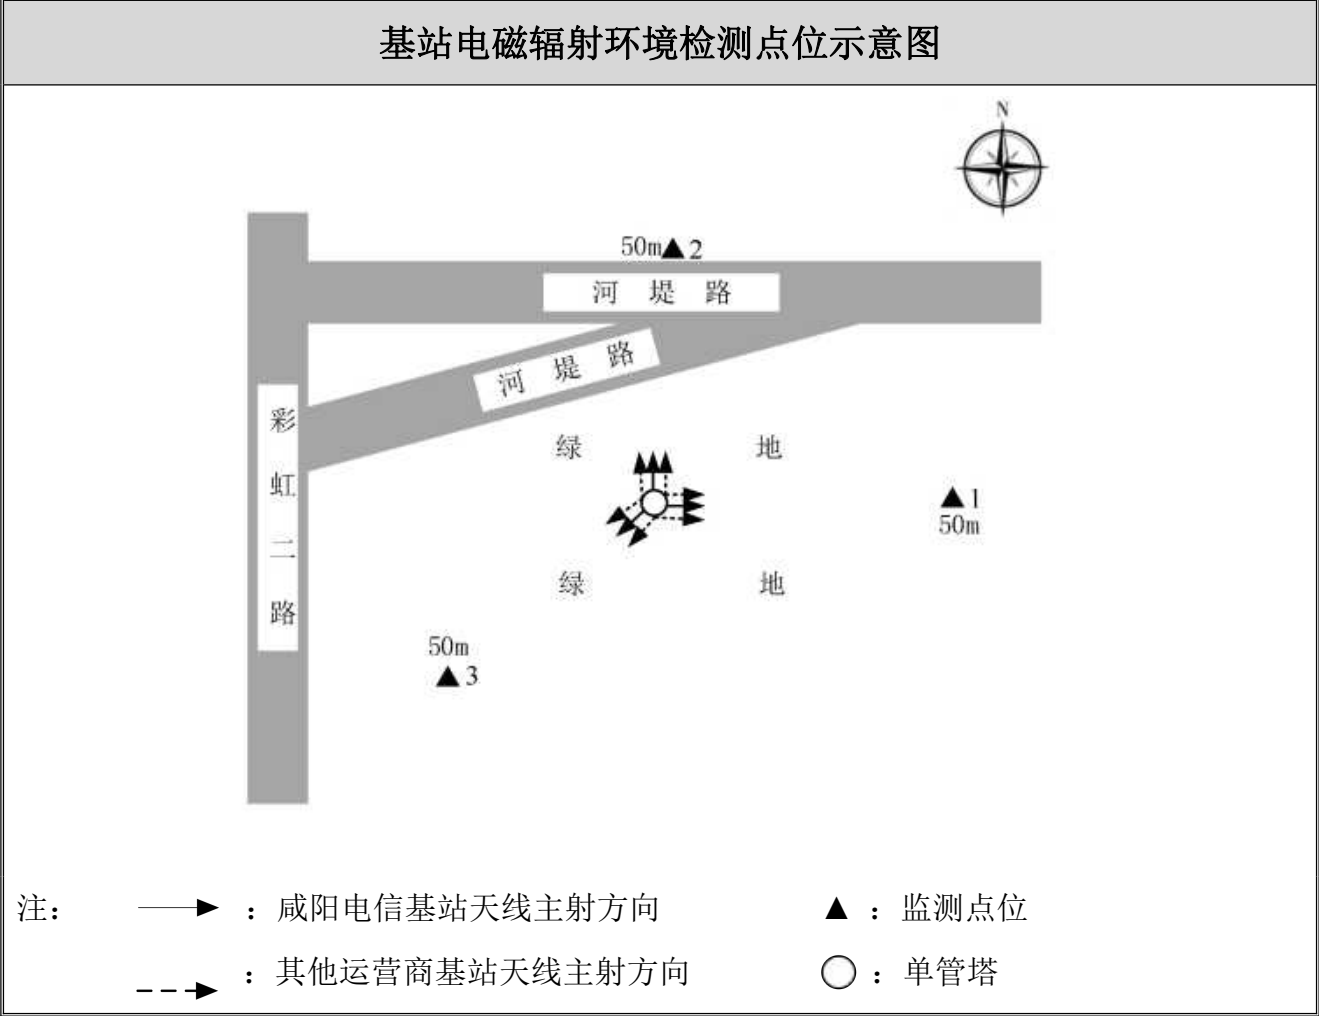 基站电磁辐射环境检测点位示意图
N
50m▲2
河 堤 路
河 堤 路
彩虹二路
绿 地
▲1
50m
绿 地
50m
▲3
注： ：咸阳电信基站天线主射方向 ▲：监测点位
：其他运营商基站天线主射方向 ：单管塔